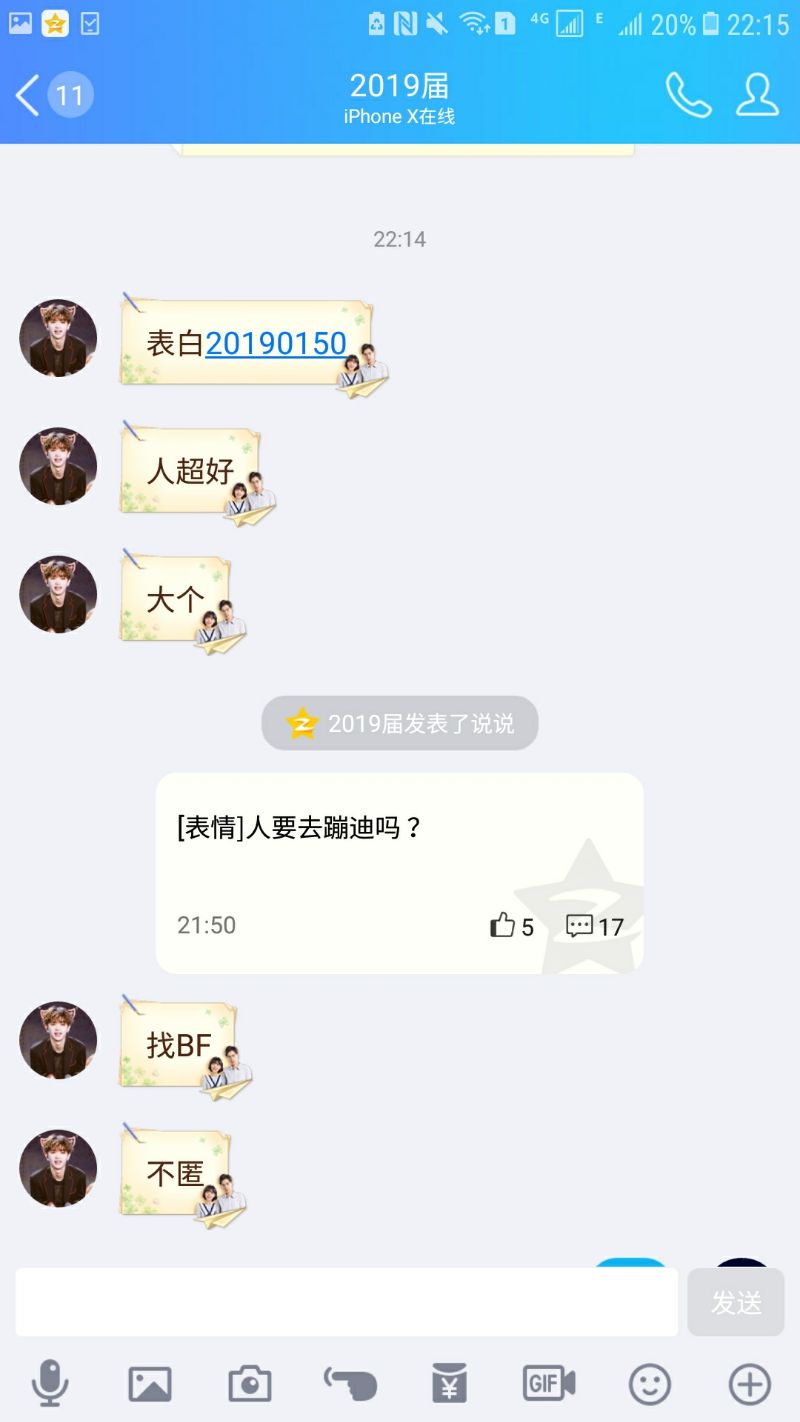 4G
E
20%
22:15
11
2019届
iPhone X在线
22:14
表白20190150
人超好
大个
2019届发表了说说
[表情]人要去蹦迪吗？
21:50
5
17
找BF
不匿
发送
GIF